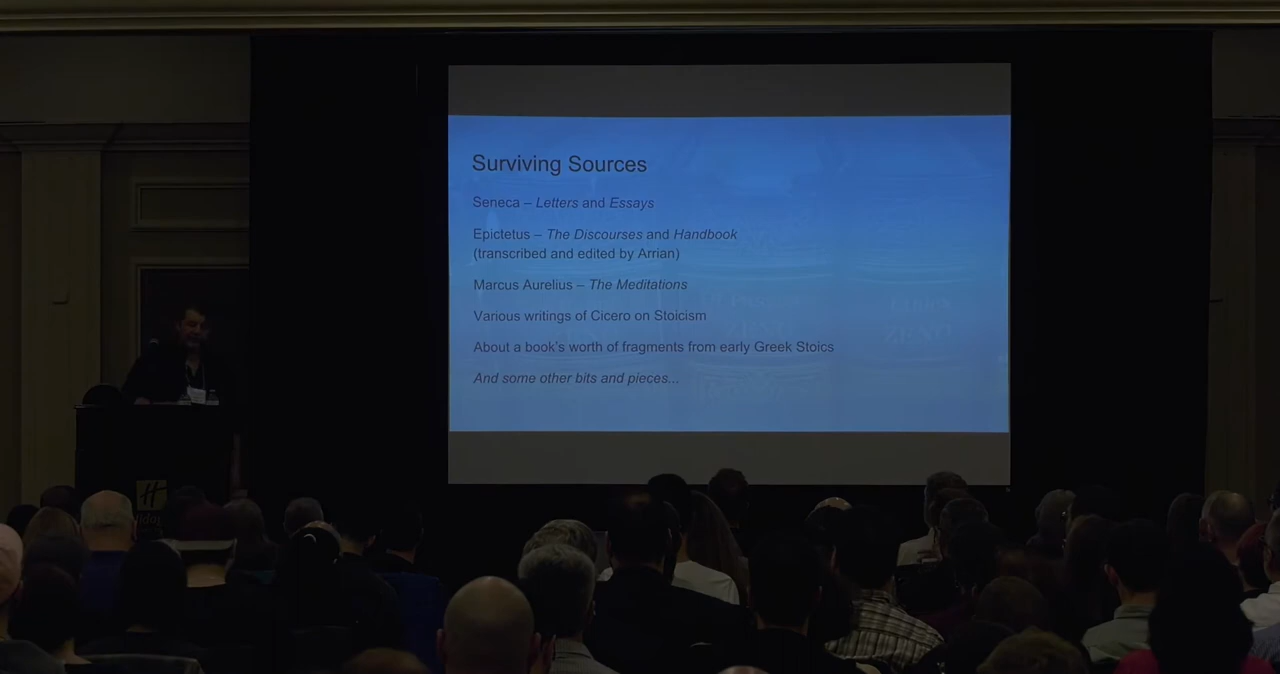 Surviving Sources
Seneca – Letters and Essays
Epictetus – The Discourses and Handbook
(transcribed and edited by Arrian)
Marcus Aurelius – The Meditations
Various writings of Cicero on Stoicism
About a book's worth of fragments from early Greek Stoics
And some other bits and pieces...
ZENO
ZENO